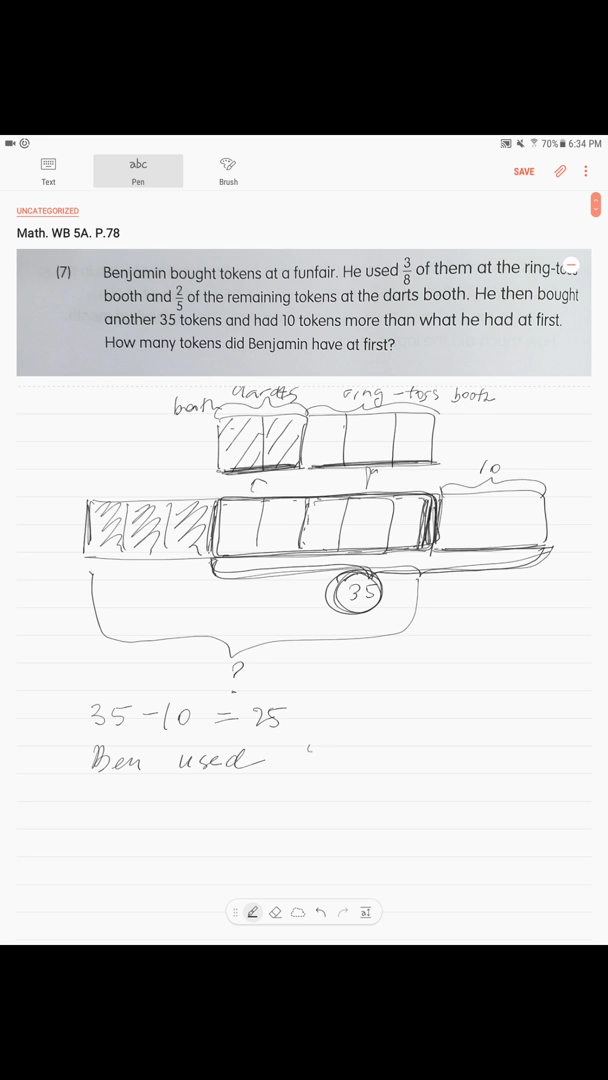 70% 6:34 PM
abc
Text Pen Brush SAVE
UNCATEGORIZED
Math. WB 5A. P.78
(7) Benjamin bought tokens at a funfair. He used 3/8 of them at the ring-to
booth and 2/5 of the remaining tokens at the darts booth. He then bought
another 35 tokens and had 10 tokens more than what he had at first.
How many tokens did Benjamin have at first?
ring-toss booth
10
35
?
35 - 10 = 25
Ben used
aI